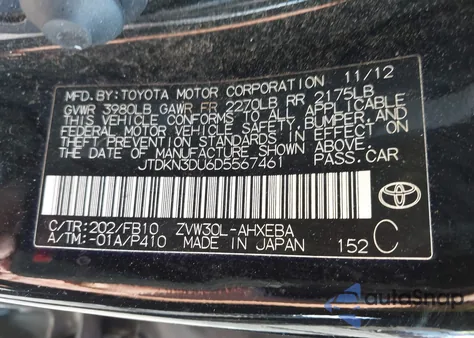 MFD.BY:TOYOTA MOTOR CORPORATION 11/12
GVWR 3980LB GAWR FR 2270LB RR 2175LB
THIS VEHICLE CONFORMS TO ALL APPLICABLE
FEDERAL MOTOR VEHICLE SAFETY, BUMPER, AND
THEFT PREVENTION STANDARDS IN EFFECT ON
THE DATE OF MANUFACTURE SHOWN ABOVE.
JTDKN3DU6D5567461 PASS.CAR
C/TR:202/FB10 ZVW30L-AHXEBA
A/TM:-01A/P410 MADE IN JAPAN 152 C
TOYOTA
autoSnap